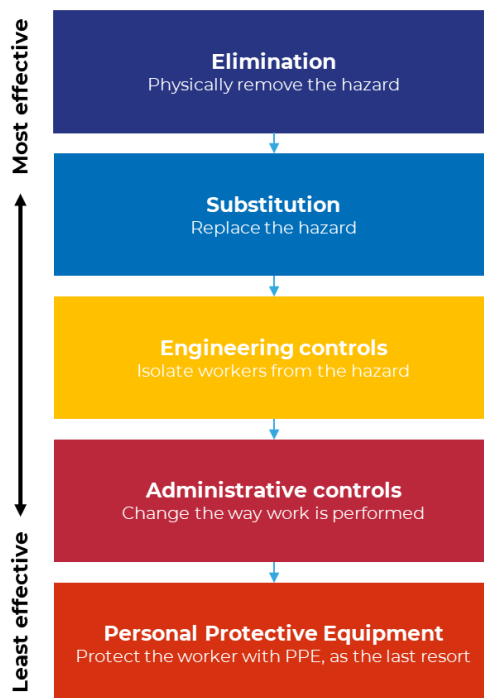 Most effective
Elimination
Physically remove the hazard
Substitution
Replace the hazard
Engineering controls
Isolate workers from the hazard
Administrative controls
Change the way work is performed
Least effective
Personal Protective Equipment
Protect the worker with PPE, as the last resort